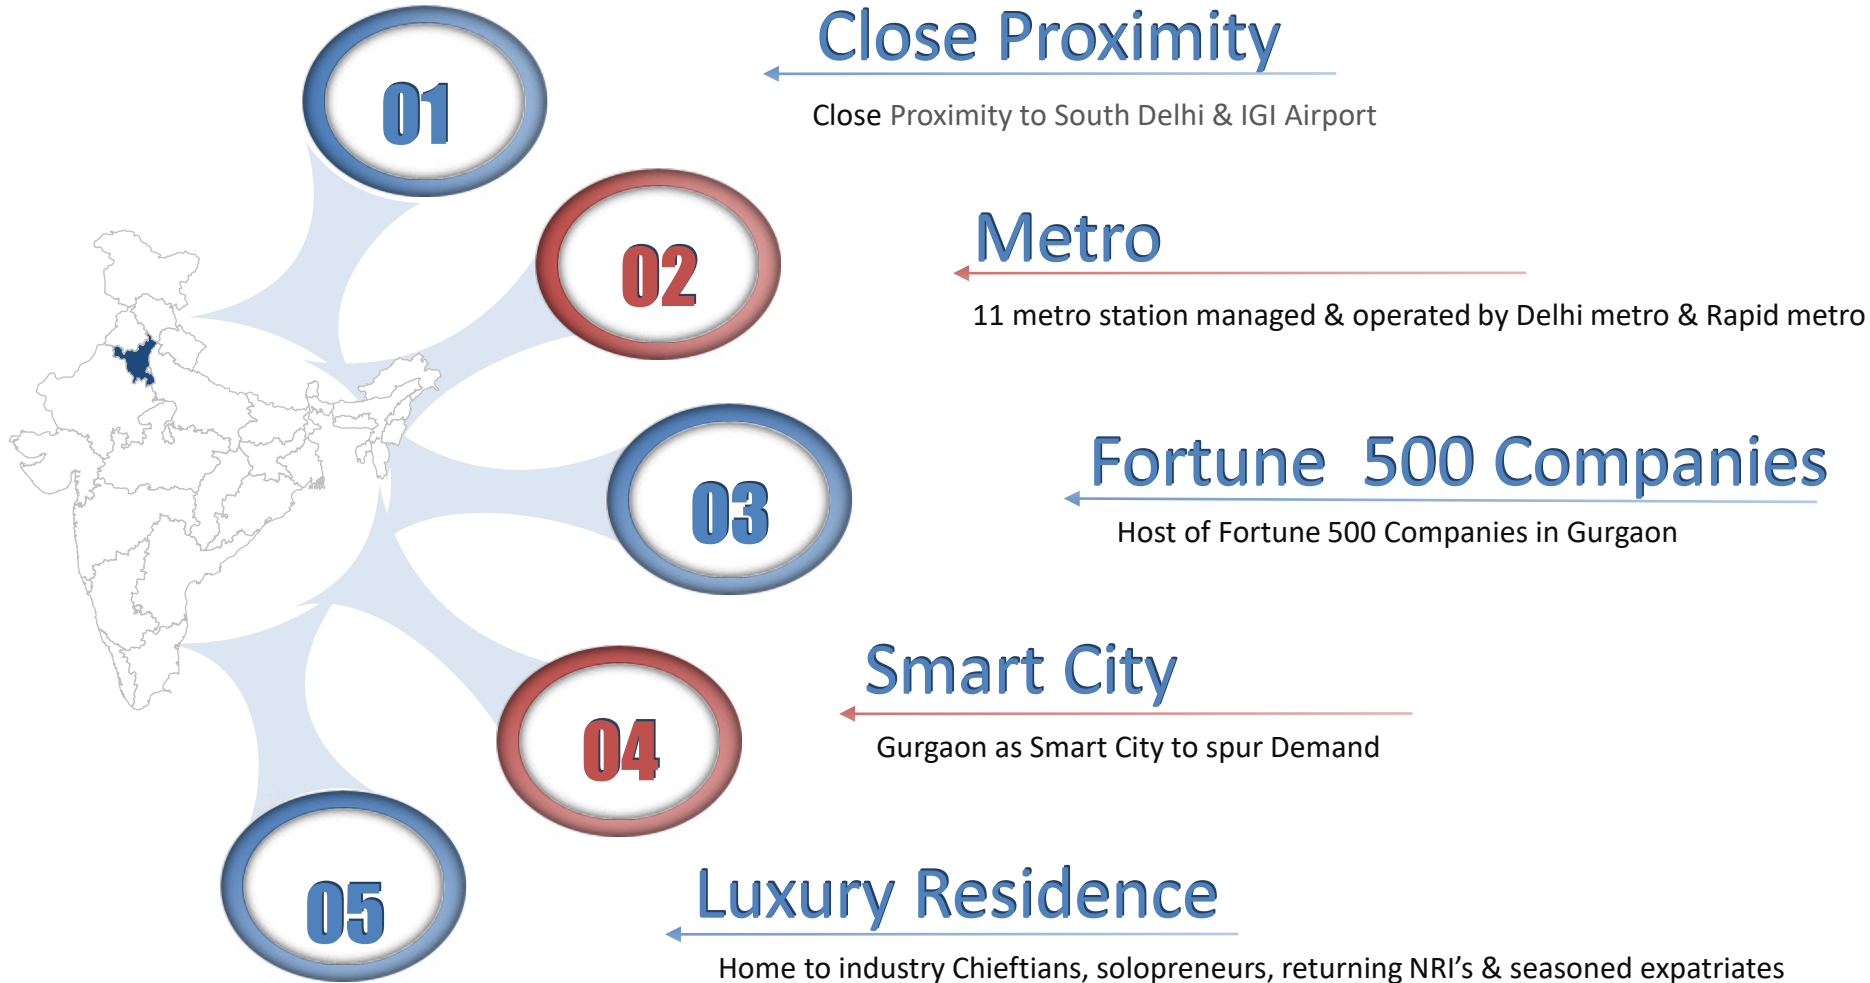 01
Close Proximity
Close Proximity to South Delhi & IGI Airport
02
Metro
11 metro station managed & operated by Delhi metro & Rapid metro
03
Fortune  500 Companies
Host of Fortune 500 Companies in Gurgaon
04
Smart City
Gurgaon as Smart City to spur Demand
05
Luxury Residence
Home to industry Chieftians, solopreneurs, returning NRI’s & seasoned expatriates